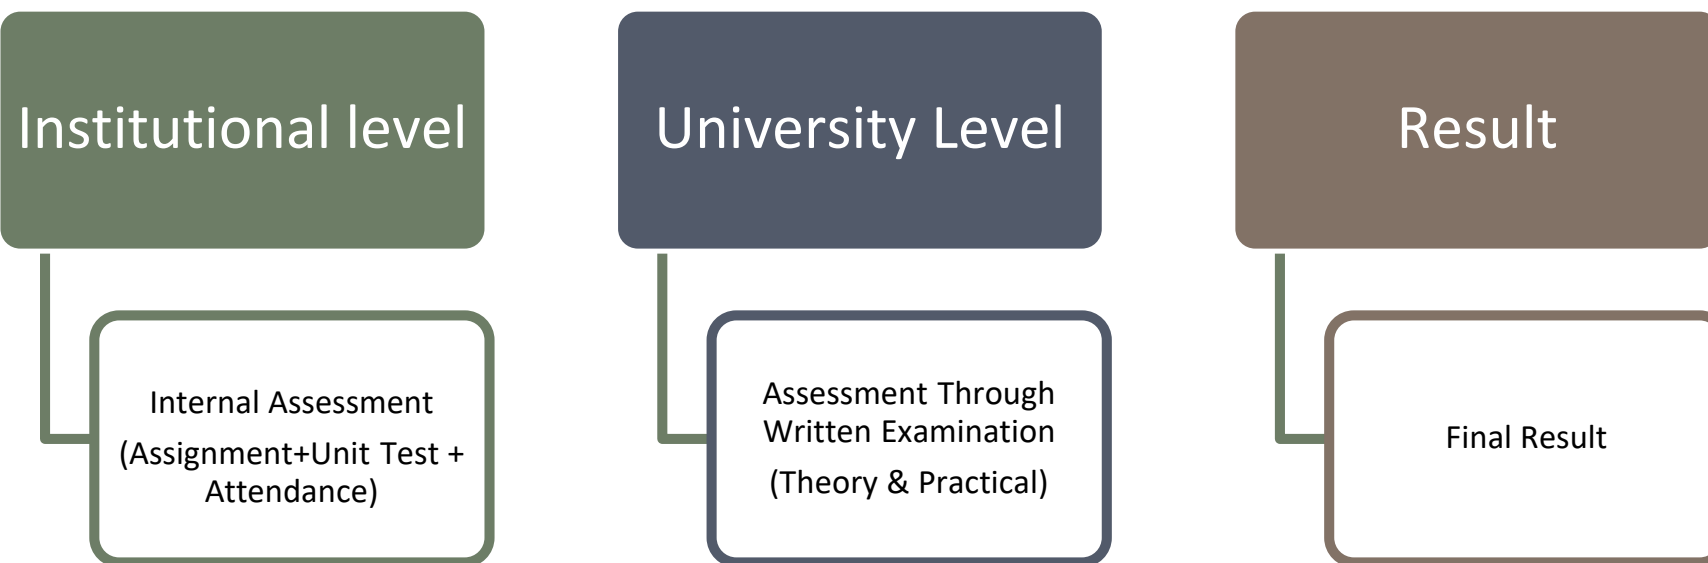 Institutional level
Internal Assessment
(Assignment+Unit Test +
Attendance)
University Level
Assessment Through
Written Examination
(Theory & Practical)
Result
Final Result